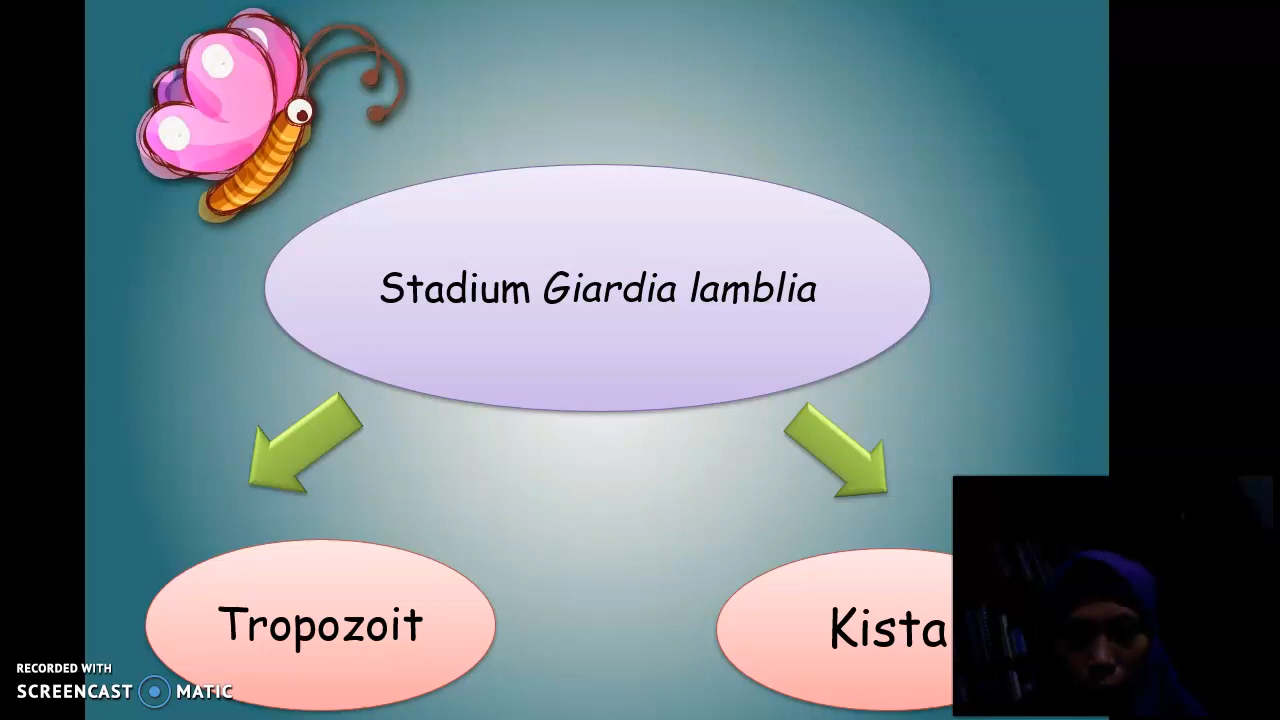 Stadium Giardia lamblia
Tropozoit
Kista
RECORDED WITH
SCREENCAST MATIC